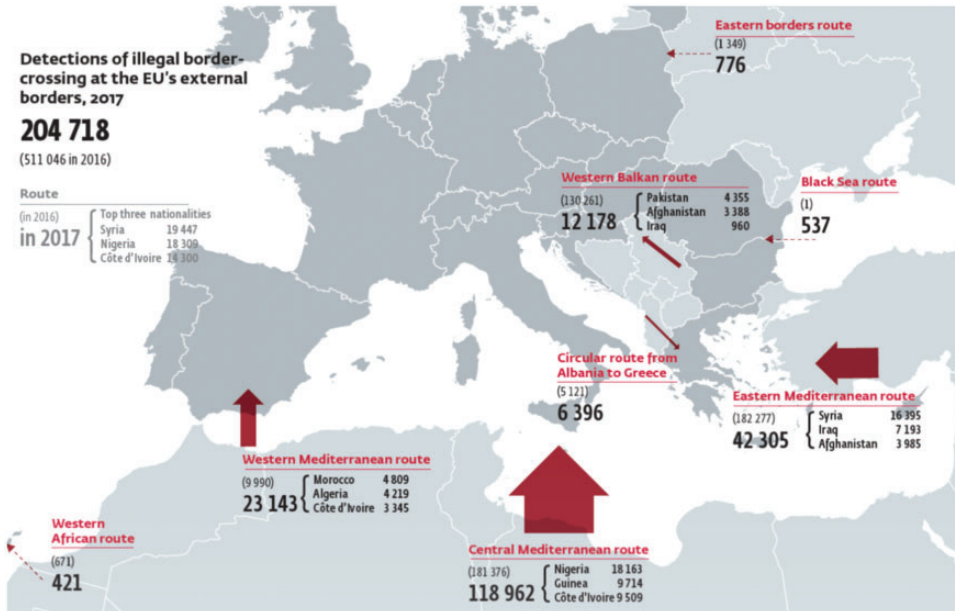 Detections of illegal border-
crossing at the EU's external
borders, 2017
204 718
(511 046 in 2016)
Route
(in 2016)
in 2017
Top three nationalities
Syria 19 447
Nigeria 18 309
Côte d'Ivoire 14 300
Eastern borders route
(1 349)
776
Western Balkan route
(130 261)
12 178
Pakistan 4 355
Afghanistan 3 388
Iraq 960
Black Sea route
(1)
537
Circular route from
Albania to Greece
(5 121)
6 396
Eastern Mediterranean route
(182 277)
42 305
Syria 16 395
Iraq 7 193
Afghanistan 3 985
Western Mediterranean route
(9 990)
23 143
Morocco 4 809
Algeria 4 219
Côte d'Ivoire 3 345
Western
African route
(671)
421
Central Mediterranean route
(181 376)
118 962
Nigeria 18 163
Guinea 9 714
Côte d'Ivoire 9 509